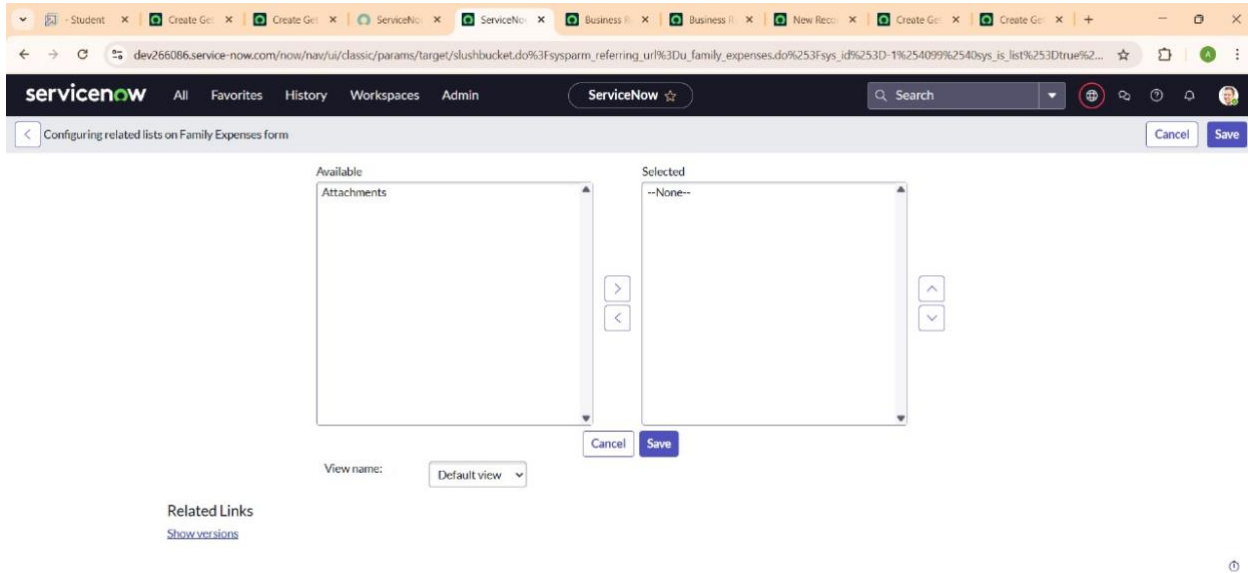 - Student Create Get Create Get ServiceNo ServiceNo Business R Business R New Reco Create Get Create Get
dev266086.service-now.com/now/nav/ui/classic/params/target/slushbucket.do%3Fsysparm_referring_url%3Du_family_expenses.do%253Fsys_id%253D-1%254099%2540sys_is_list%253Dtrue%2...
A
servicenow All Favorites History Workspaces Admin ServiceNow Search
Configuring related lists on Family Expenses form Cancel Save
Available Selected
Attachments --None--
Cancel Save
View name: Default view
Related Links
Show versions